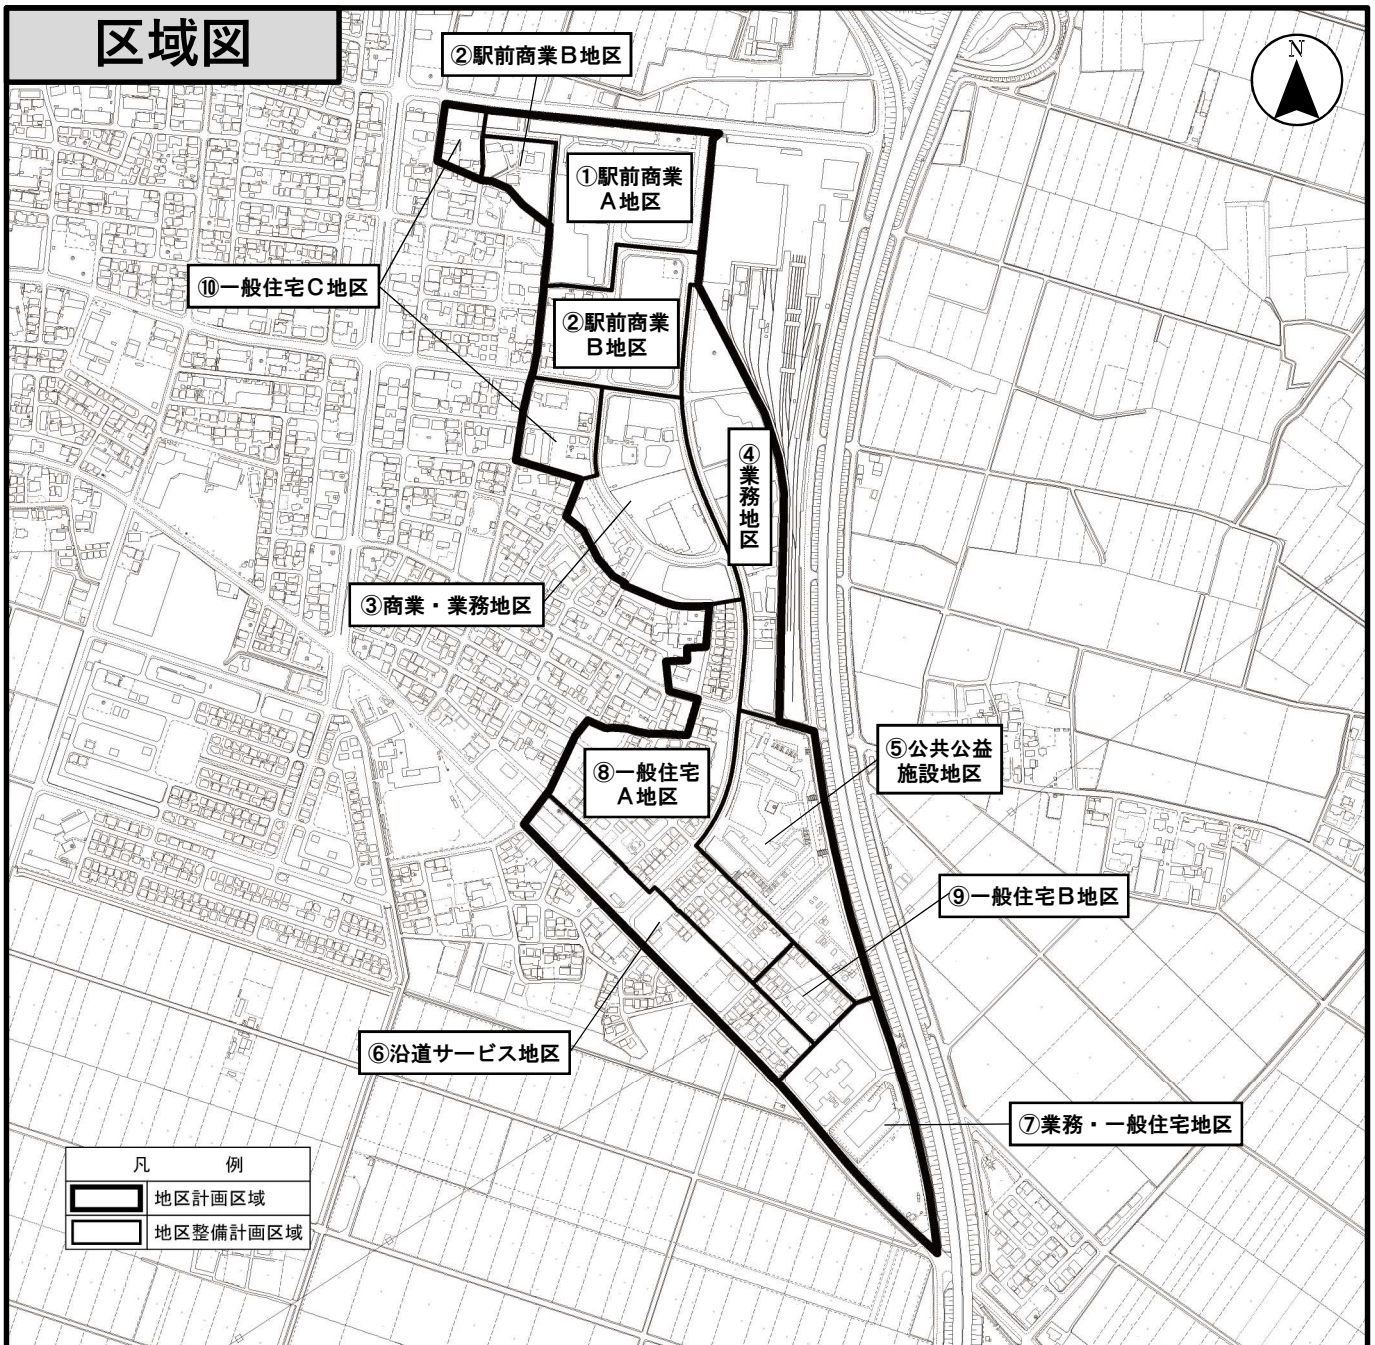 区域図
N
②駅前商業B地区
①駅前商業
A地区
⑩一般住宅C地区
②駅前商業
B地区
④業務地区
③商業・業務地区
⑤公共公益
施設地区
⑧一般住宅
A地区
⑨一般住宅B地区
⑥沿道サービス地区
⑦業務・一般住宅地区
凡 例
地区計画区域
地区整備計画区域